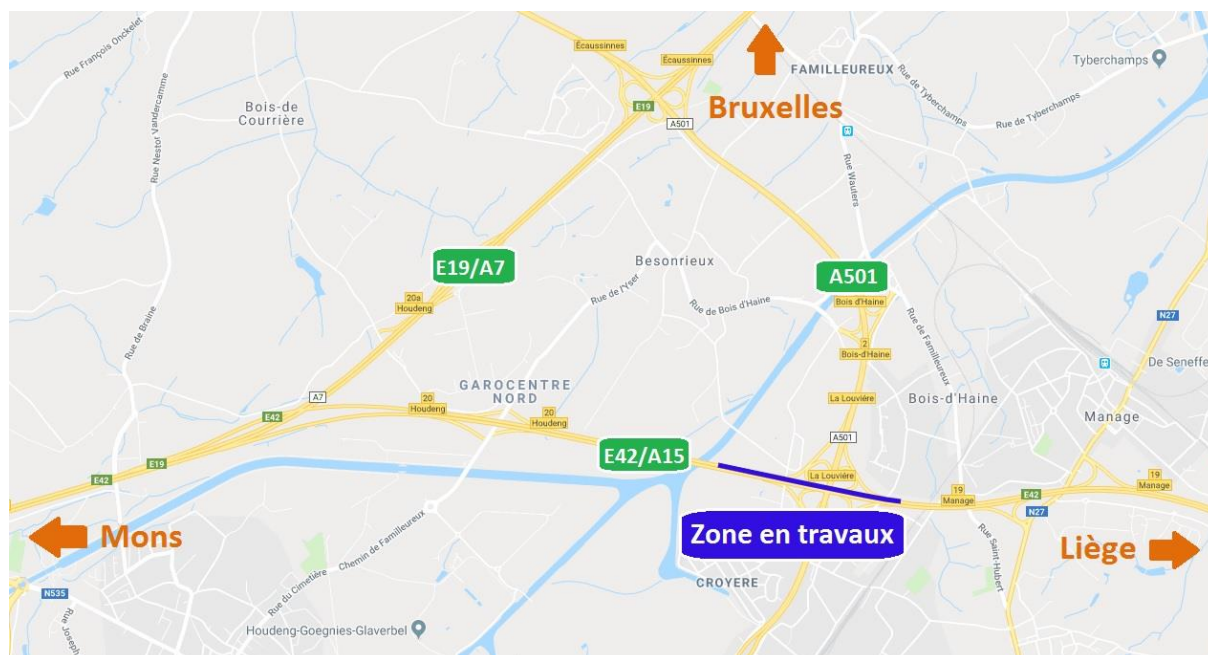 Rue François Onckelet
Rue Nestor Vandercamme
Bois-de
Courrière
Écaussinnes
Écaussinnes
E19
A501
Bruxelles
FAMILLEUREUX
Tyberchamps
Rue de Tyberchamps
Rue de Tyberchamps
Rue Wauters
E19/A7
20a
Houdeng
Rue de Braine
Besonrieux
Rue de l'Yser
Rue de Bois d'Haine
A501
Bois d'Haine
2
Bois-d'Haine
Rue de Familleureux
N27
De Seneffe
GAROCENTRE
NORD
A7
E42
20
Houdeng
20
Houdeng
La Louvière
Bois-d'Haine
Manage
A501
E42/A15
La Louvière
E19
E42
19
Manage
E42
19
Manage
N27
Mons
Zone en travaux
Liège
Chemin de Familleureux
Rue du Cimetière
Rue Saint-Hubert
CROYERE
N535
Rue Joseph
Houdeng-Goegnies-Glaverbel